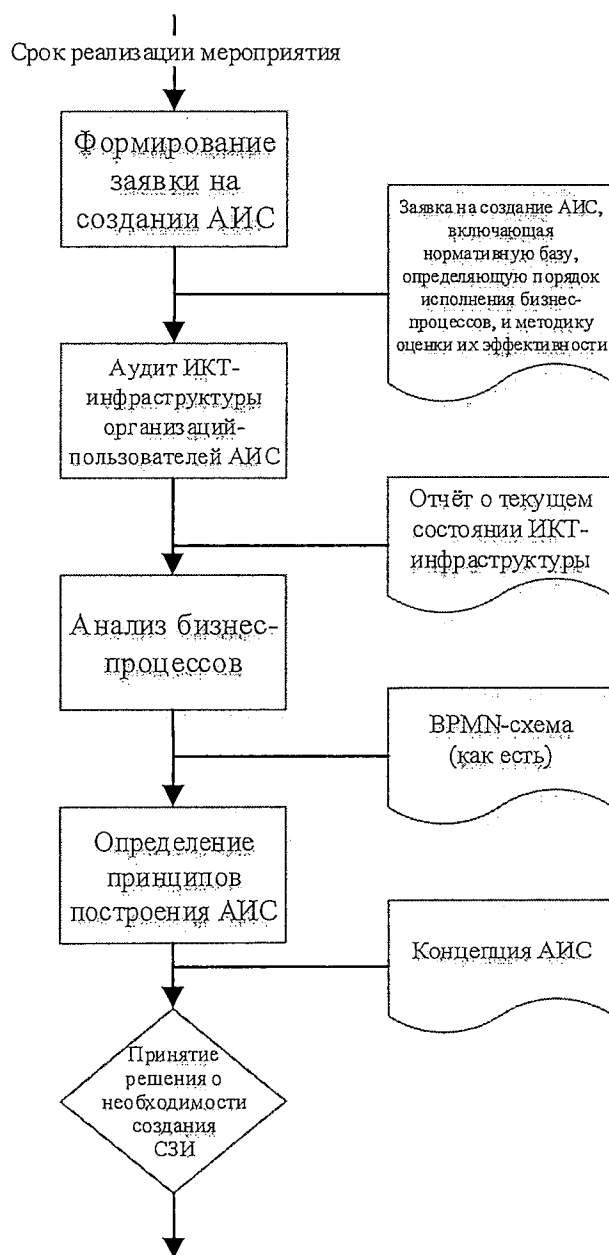 Срок реализации мероприятия
Формирование
заявки на
создании АИС
Заявка на создание АИС,
включающая
нормативную базу,
определяющую порядок
исполнения бизнес-
процессов, и методику
оценки их эффективности
Аудит ИКТ-
инфраструктуры
организаций-
пользователей АИС
Отчёт о текущем
состоянии ИКТ-
инфраструктуры
Анализ бизнес-
процессов
BPMN-схема
(как есть)
Определение
принципов
построения АИС
Концепция АИС
Принятие
решения о
необходимости
создания
СЗИ